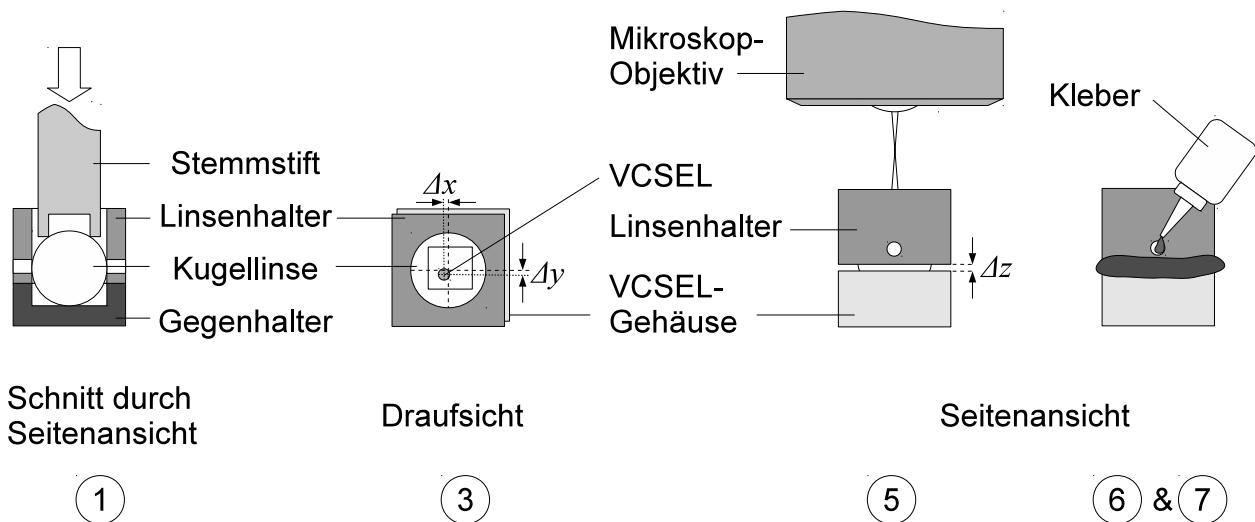 Stemmstift
Linsenhalter
Kugellinse
Gegenhalter
Schnitt durch
Seitenansicht
1
Δx
Δy
Draufsicht
3
Mikroskop-
Objektiv
VCSEL
Linsenhalter
VCSEL-
Gehäuse
Δz
5
Kleber
Seitenansicht
6 & 7